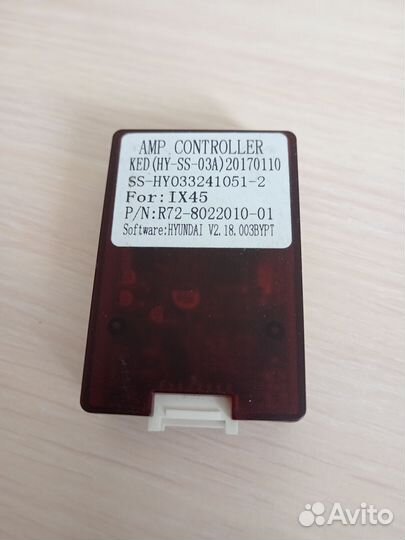 AMP CONTROLLER
KED(HY-SS-03A)20170110
SS-HY033241051-2
For:IX45
P/N:R72-8022010-01
Software:HYUNDAI V2.18.003BYPT
Avito